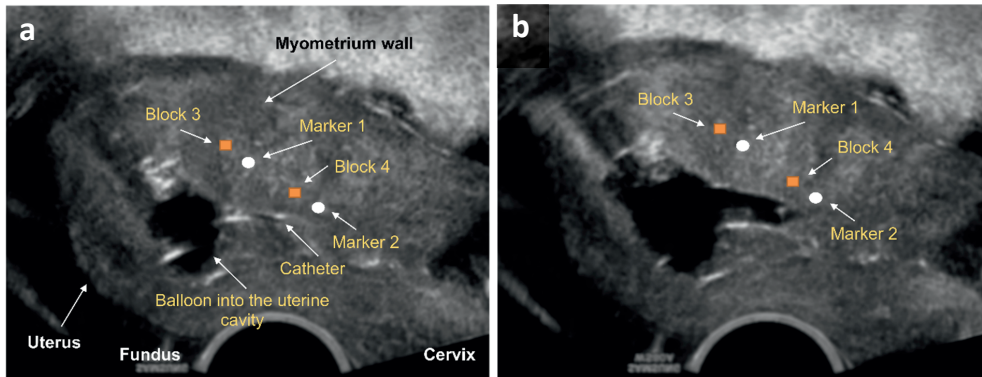 a
Myometrium wall
Block 3
Marker 1
Block 4
Marker 2
Catheter
Balloon into the uterine
cavity
Uterus
Fundus
Cervix
b
Block 3
Marker 1
Block 4
Marker 2